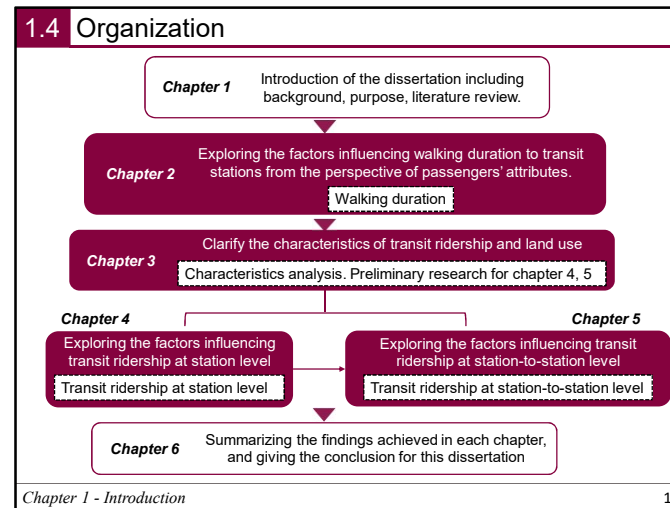 1.4 Organization
Chapter 1
Introduction of the dissertation including
background, purpose, literature review.
Chapter 2
Exploring the factors influencing walking duration to transit
stations from the perspective of passengers' attributes.
Walking duration
Chapter 3
Clarify the characteristics of transit ridership and land use
Characteristics analysis. Preliminary research for chapter 4, 5
Chapter 4
Exploring the factors influencing
transit ridership at station level
Transit ridership at station level
Chapter 5
Exploring the factors influencing transit
ridership at station-to-station level
Transit ridership at station-to-station level
Chapter 6
Summarizing the findings achieved in each chapter,
and giving the conclusion for this dissertation
Chapter 1 - Introduction